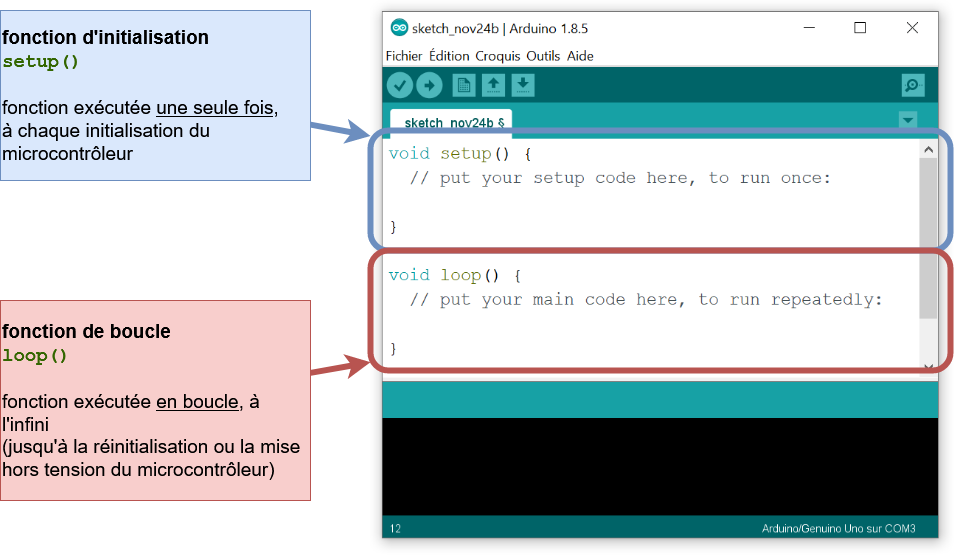 fonction d'initialisation
setup()
fonction exécutée une seule fois,
à chaque initialisation du
microcontrôleur
fonction de boucle
loop()
fonction exécutée en boucle, à
l'infini
(jusqu'à la réinitialisation ou la mise
hors tension du microcontrôleur)
sketch_nov24b | Arduino 1.8.5
Fichier Édition Croquis Outils Aide
sketch_nov24b §
void setup() {
// put your setup code here, to run once:
}
void loop() {
// put your main code here, to run repeatedly:
}
12
Arduino/Genuino Uno sur COM3